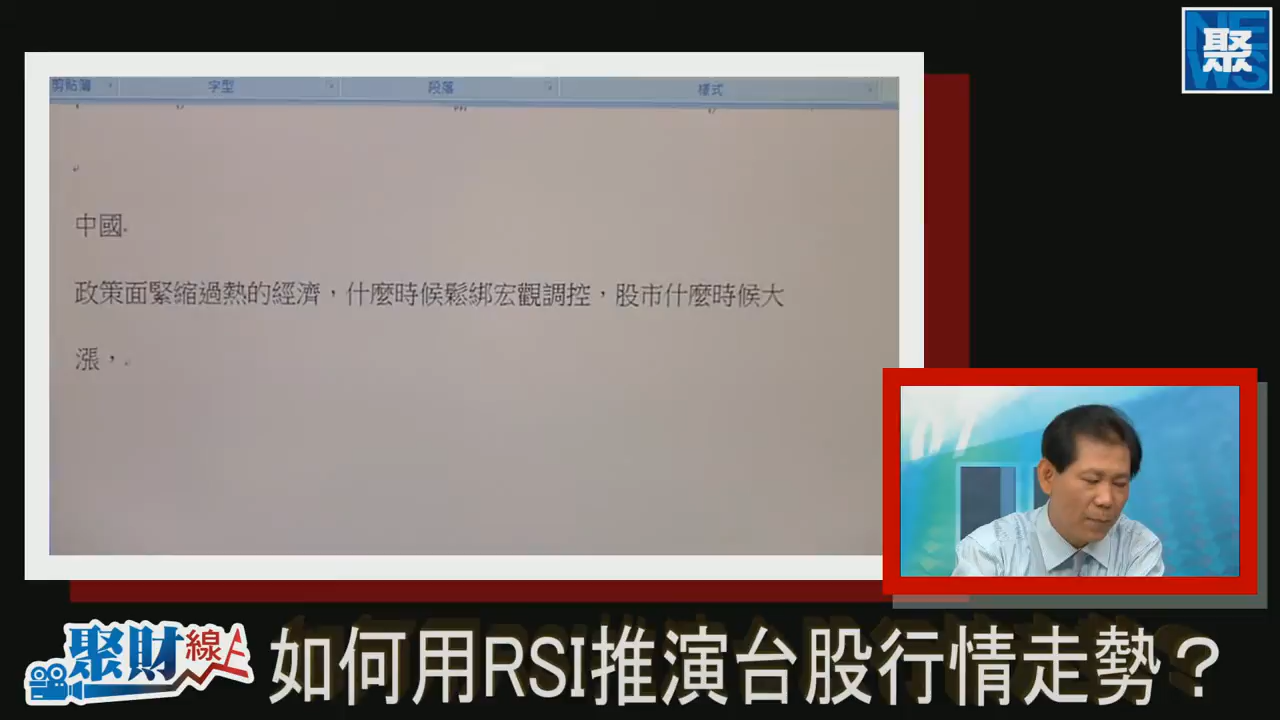 NEWS
聚
剪貼簿 字型 段落 樣式
中國
政策面緊縮過熱的經濟，什麼時候鬆綁宏觀調控，股市什麼時候大
漲，
聚財線上
如何用RSI推演台股行情走勢？